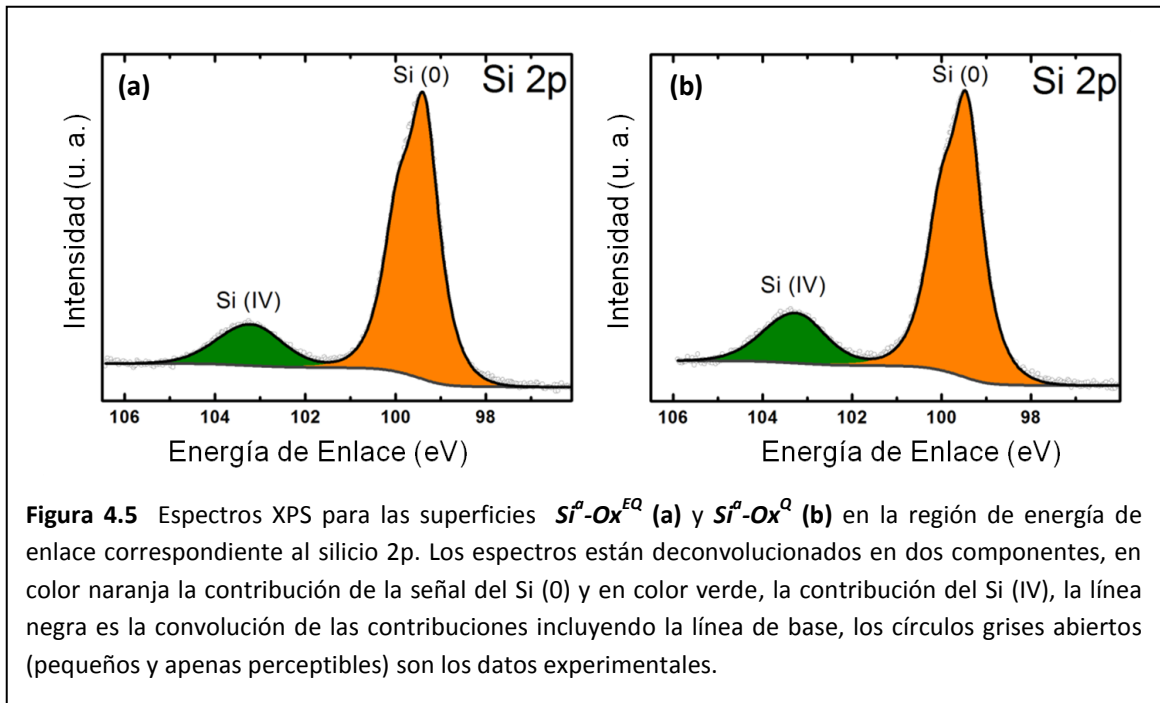 (a)
Si (0)
Si 2p
Si (IV)
Intensidad (u. a.)
106 104 102 100 98
Energía de Enlace (eV)
(b)
Si (0)
Si 2p
Si (IV)
Intensidad (u. a.)
106 104 102 100 98
Energía de Enlace (eV)
Figura 4.5 Espectros XPS para las superficies Siᵅ-Oxᴱꟴ (a) y Siᵅ-Oxꟴ (b) en la región de energía de
enlace correspondiente al silicio 2p. Los espectros están deconvolucionados en dos componentes, en
color naranja la contribución de la señal del Si (0) y en color verde, la contribución del Si (IV), la línea
negra es la convolución de las contribuciones incluyendo la línea de base, los círculos grises abiertos
(pequeños y apenas perceptibles) son los datos experimentales.